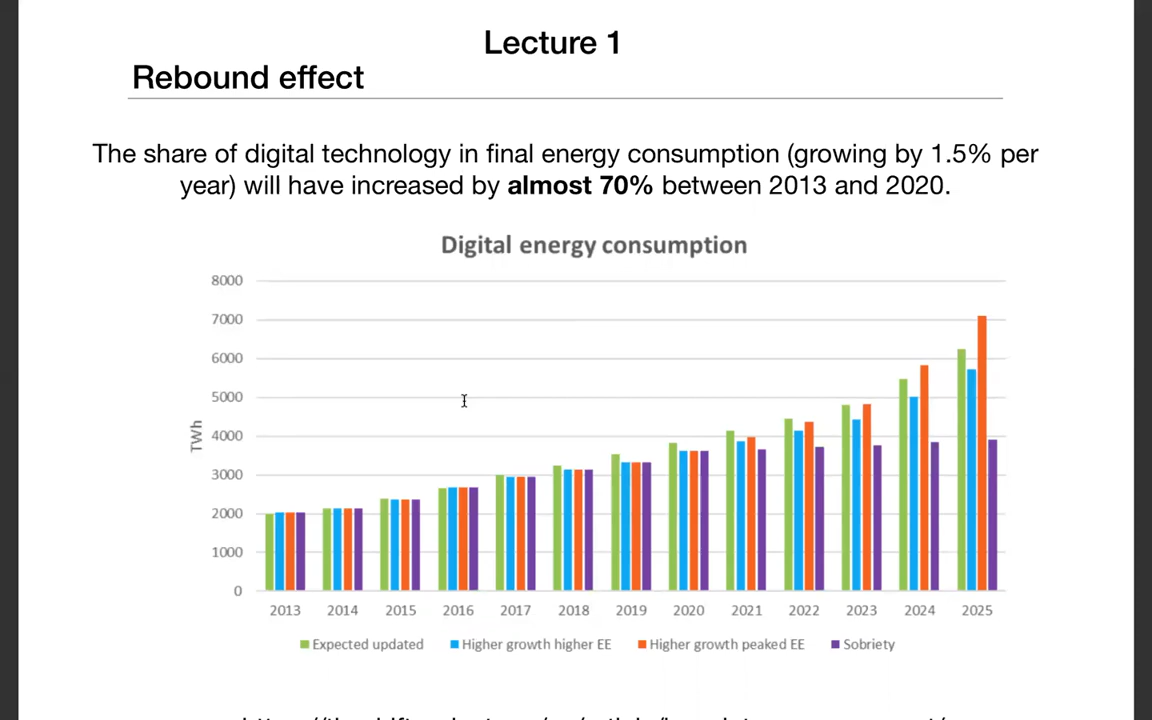 Lecture 1
Rebound effect
The share of digital technology in final energy consumption (growing by 1.5% per
year) will have increased by almost 70% between 2013 and 2020.
Digital energy consumption
8000
7000
6000
5000
4000
3000
2000
1000
0
TWh
2013 2014 2015 2016 2017 2018 2019 2020 2021 2022 2023 2024 2025
Expected updated Higher growth higher EE Higher growth peaked EE Sobriety